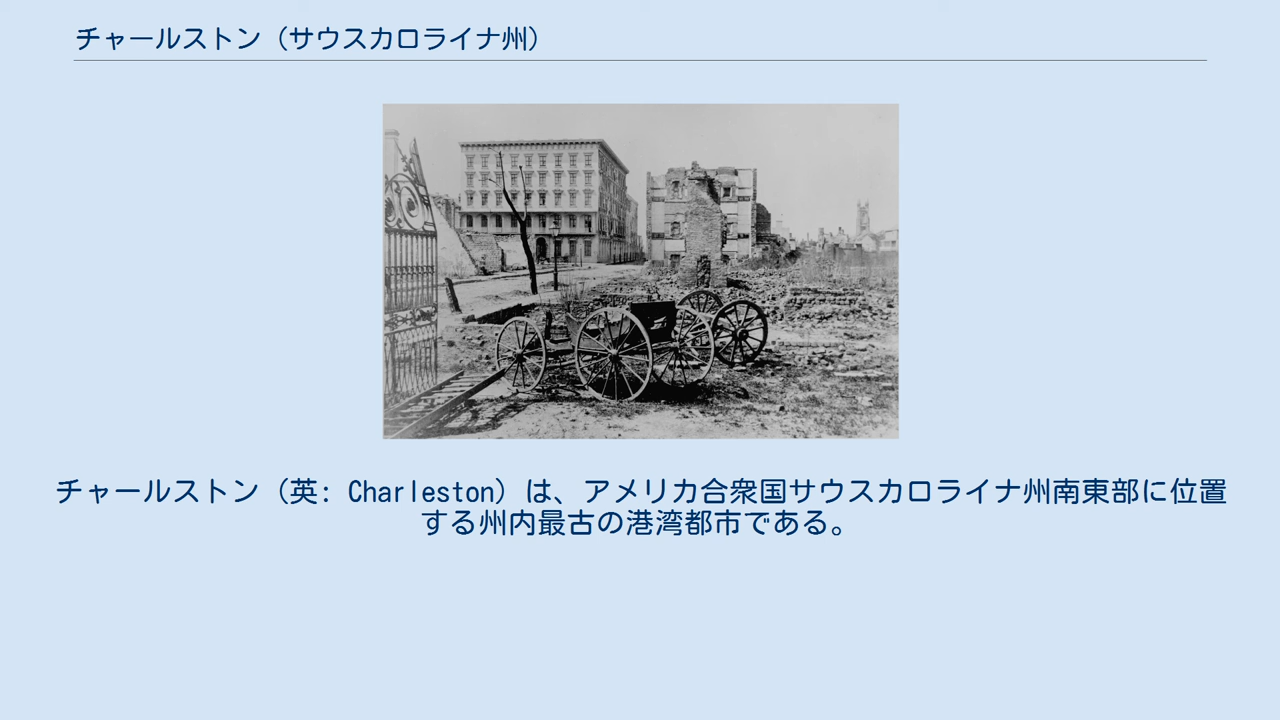 チャールストン（サウスカロライナ州）
チャールストン（英: Charleston）は、アメリカ合衆国サウスカロライナ州南東部に位置
する州内最古の港湾都市である。